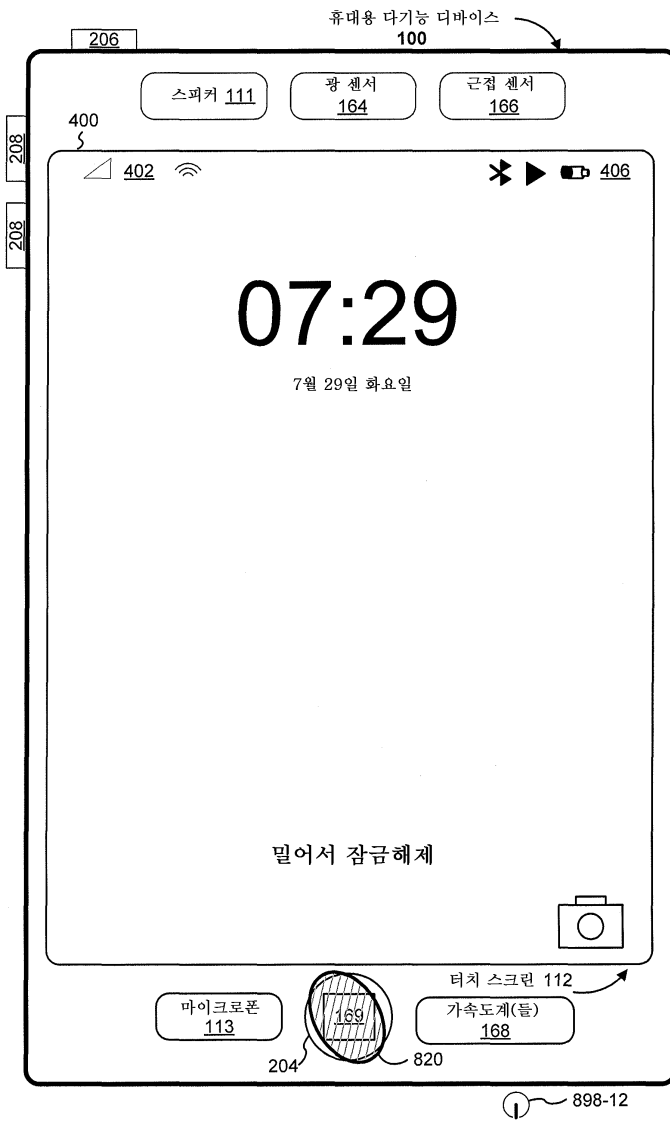 휴대용 다기능 디바이스
100
206
스피커 111
광 센서
164
근접 센서
166
400
208
208
402
406
07:29
7월 29일 화요일
밀어서 잠금해제
터치 스크린 112
마이크로폰
113
169
가속도계(들)
168
204
820
898-12